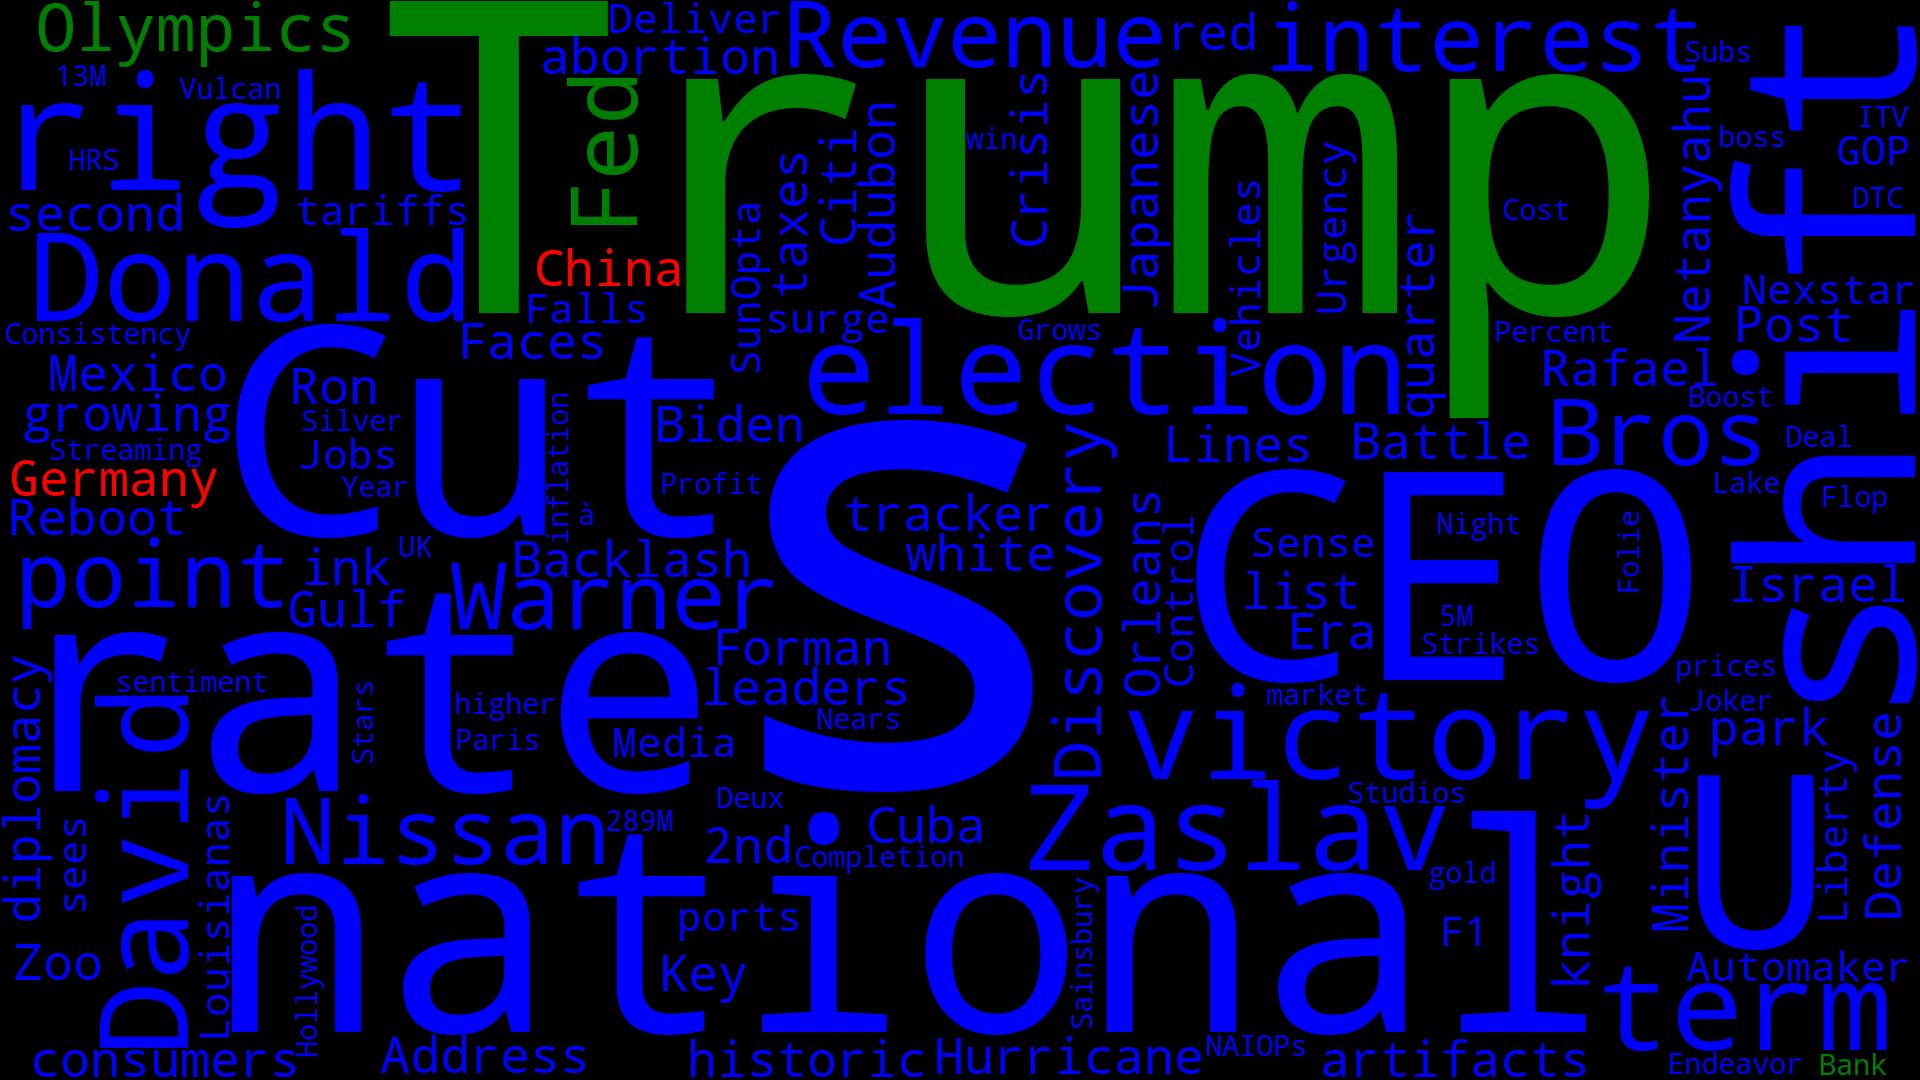 Olympics
Trump
Deliver
abortion
Revenue
red
interest
Subs
shift
13M
Vulcan
right
HRS
Fed
win
Crisis
Japanese
Netanyahu
boss
ITV
GOP
DTC
second
tariffs
Donald
China
Falls
SunOpta
taxes
Citi
Audubon
surge
Vehicles
Urgency
quarter
Cost
Nexstar
Post
Consistency
Faces
election
Grows
Percent
Rafael
Boost
Mexico
growing
Streaming
Germany
Reboot
Cut
Ron
Silver
Jobs
Year
inflation
à
Biden
Profit
S
tracker
white
Discovery
Lines
Battle
Bros
Deal
Lake
Flop
CEO
Sense
list
Era
Night
5M
Strikes
Folie
Orleans
Control
point
ink
UK
Gulf
Backlash
Warner
Israel
rate
sentiment
Stars
higher
Paris
Forman
leaders
Nears
Media
market
victory
prices
Joker
park
diplomacy
David
sees
Louisianas
Nissan
289M
Deux
2nd
Cuba
Completion
Zaslav
Studios
gold
Minister
U
Liberty
Defense
Zoo
national
Hollywood
ports
Key
Sainsbury
F1
knight
Automaker
term
consumers
Address
historic
Hurricane
NAIOPs
artifacts
Endeavor
Bank